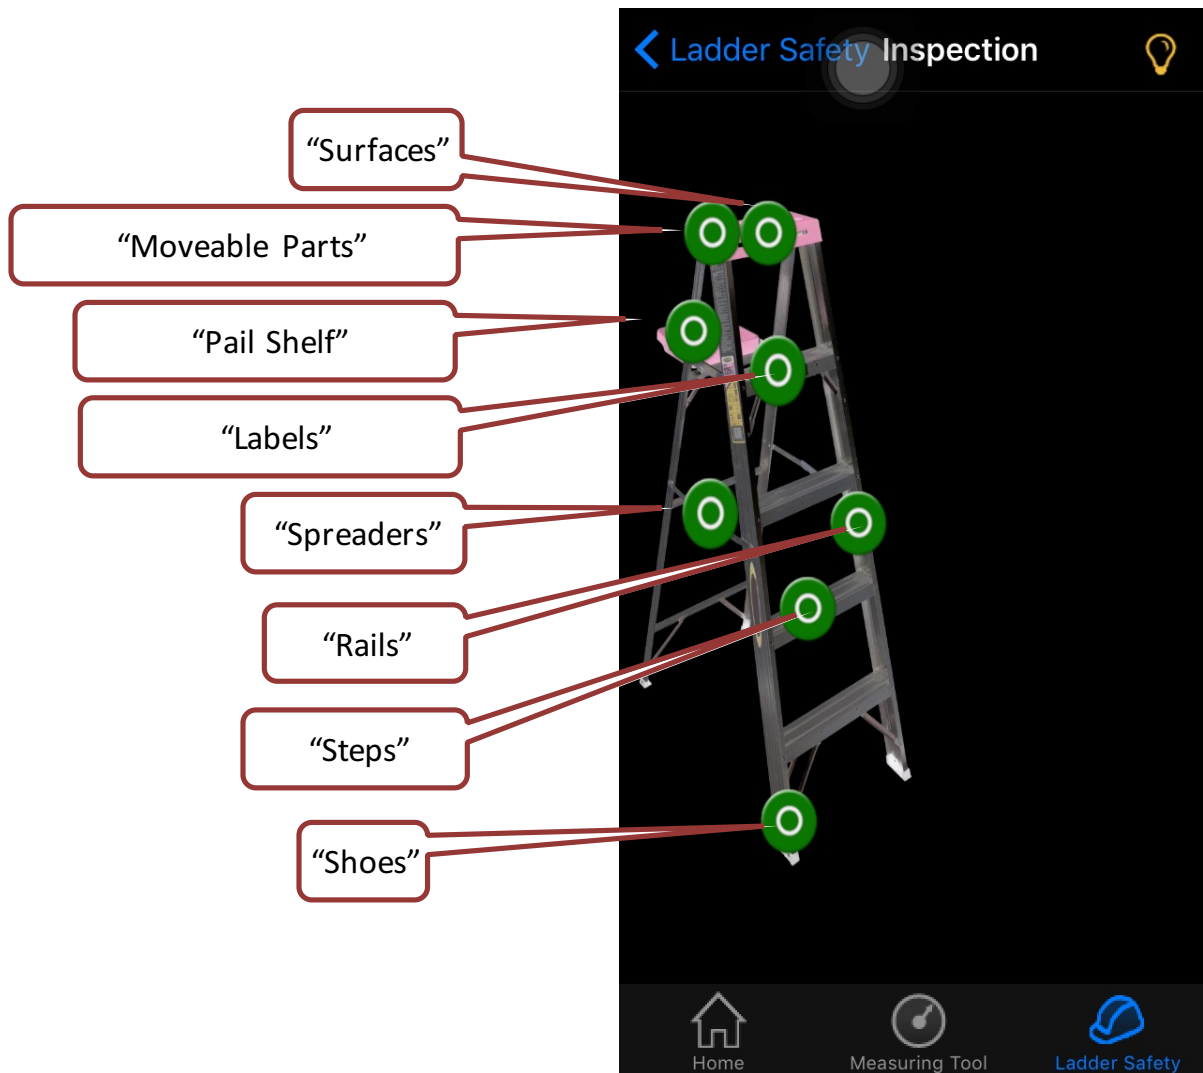 Ladder Safety Inspection
“Surfaces”
“Moveable Parts”
“Pail Shelf”
“Labels”
“Spreaders”
“Rails”
“Steps”
“Shoes”
Home
Measuring Tool
Ladder Safety